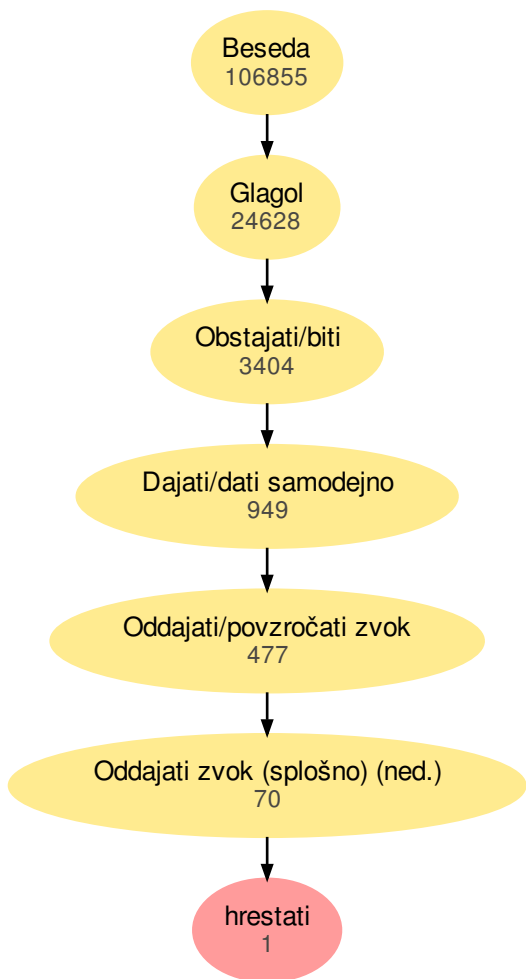 Beseda
106855
Glagol
24628
Obstajati/biti
3404
Dajati/dati samodejno
949
Oddajati/povzročati zvok
477
Oddajati zvok (splošno) (ned.)
70
hrestati
1